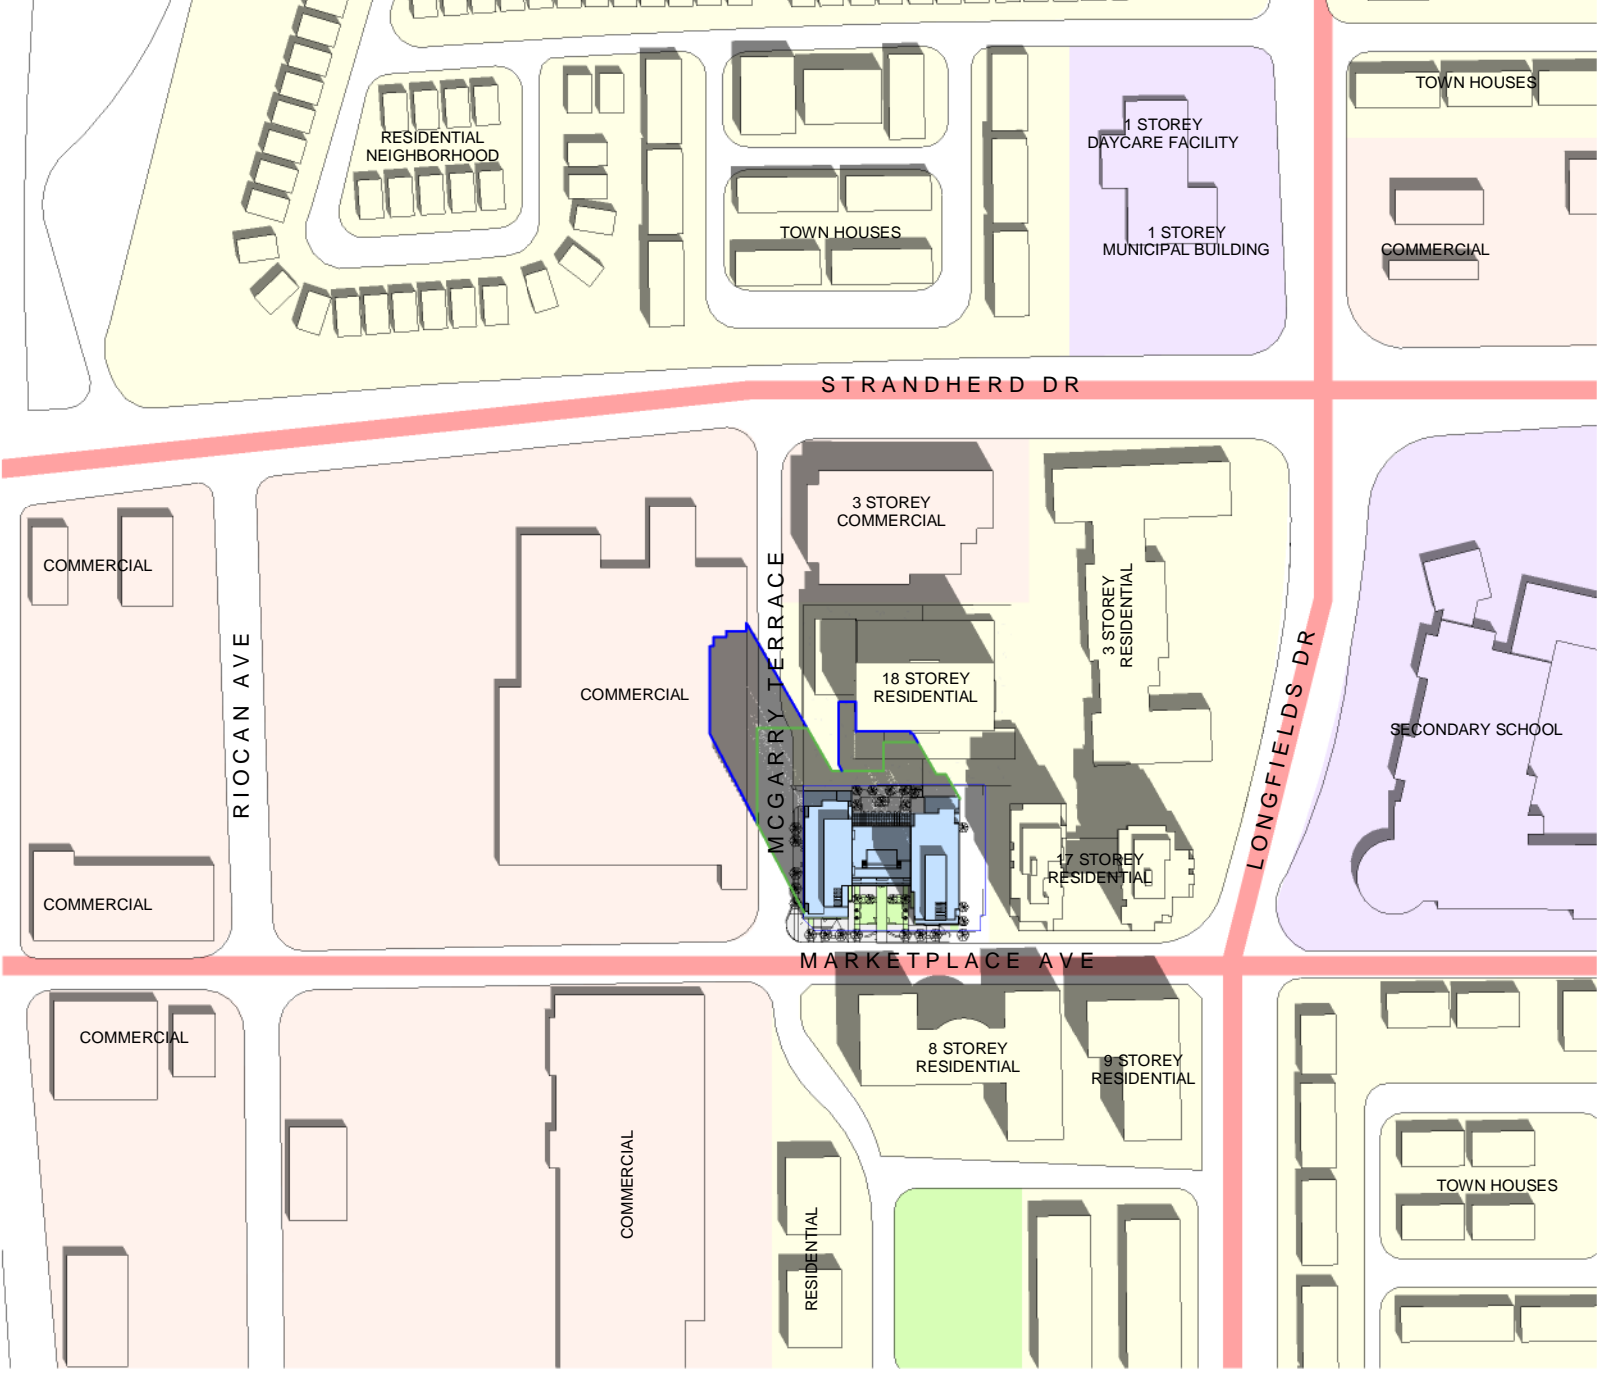 TOWN HOUSES
1 STOREY
DAYCARE FACILITY
RESIDENTIAL
NEIGHBORHOOD
TOWN HOUSES
1 STOREY
MUNICIPAL BUILDING
COMMERCIAL
STRANDHERD DR
3 STOREY
COMMERCIAL
COMMERCIAL
MCGARRY TERRACE
3 STOREY
RESIDENTIAL
RIOCAN AVE
COMMERCIAL
18 STOREY
RESIDENTIAL
LONGFIELDS DR
SECONDARY SCHOOL
17 STOREY
RESIDENTIAL
COMMERCIAL
MARKETPLACE AVE
COMMERCIAL
8 STOREY
RESIDENTIAL
9 STOREY
RESIDENTIAL
COMMERCIAL
TOWN HOUSES
RESIDENTIAL